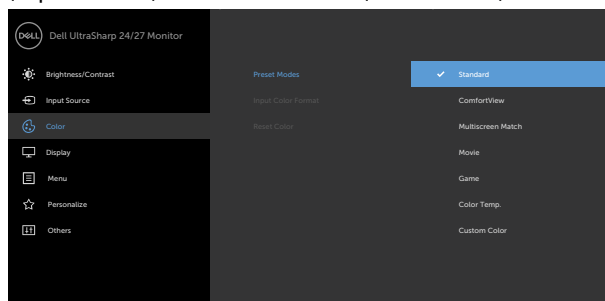 DELL Dell UltraSharp 24/27 Monitor
Brightness/Contrast Preset Modes Standard
Input Source Input Color Format ComfortView
Color Reset Color Multiscreen Match
Display Movie
Menu Game
Personalize Color Temp.
Others Custom Color